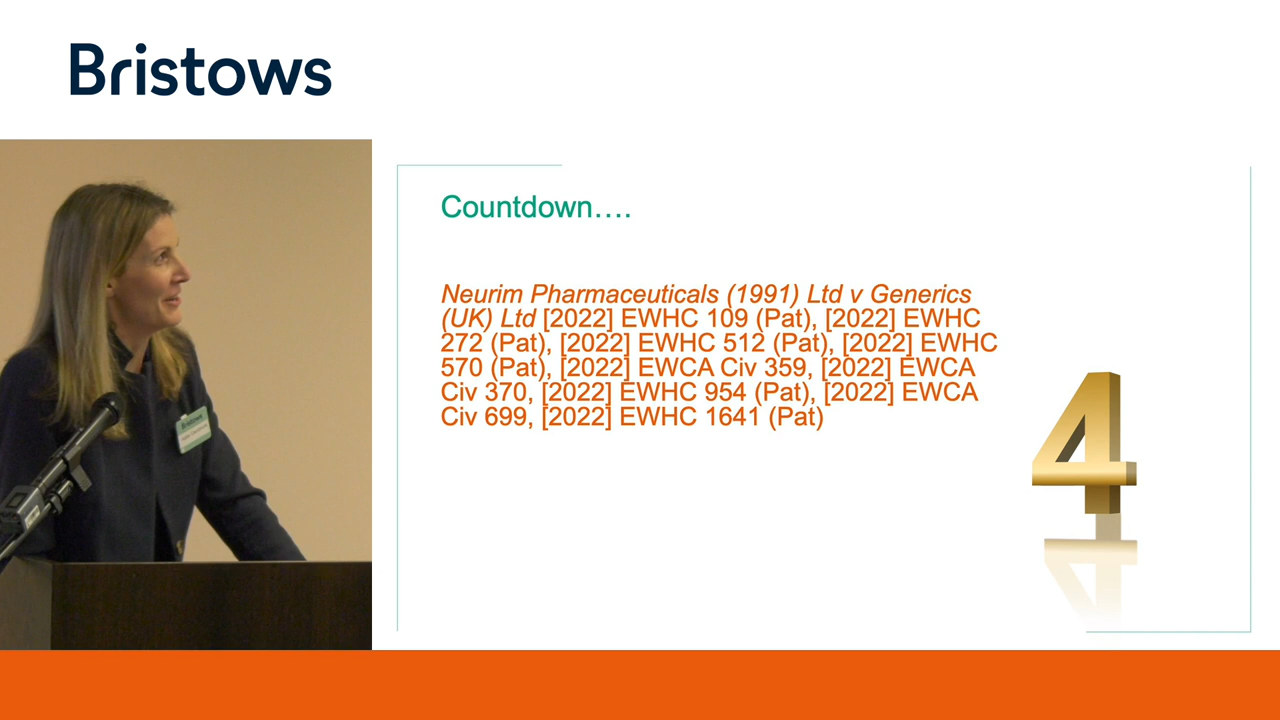 Bristows
Countdown….
Neurim Pharmaceuticals (1991) Ltd v Generics
(UK) Ltd [2022] EWHC 109 (Pat), [2022] EWHC
272 (Pat), [2022] EWHC 512 (Pat), [2022] EWHC
570 (Pat), [2022] EWCA Civ 359, [2022] EWCA
Civ 370, [2022] EWHC 954 (Pat), [2022] EWCA
Civ 699, [2022] EWHC 1641 (Pat)
4
Bristows